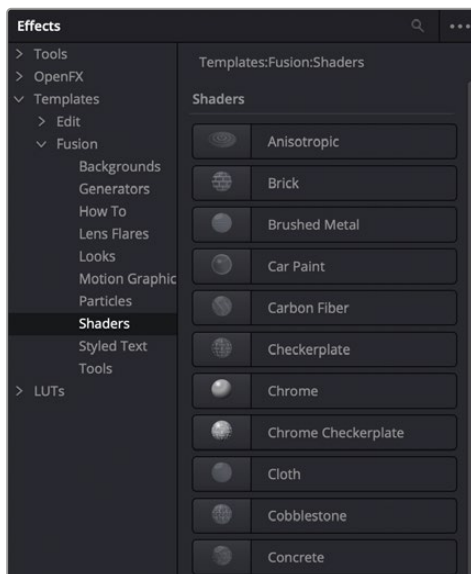 Effects
Tools
OpenFX
Templates
Edit
Fusion
Backgrounds
Generators
How To
Lens Flares
Looks
Motion Graphic
Particles
Shaders
Styled Text
Tools
LUTs
Templates:Fusion:Shaders
Shaders
Anisotropic
Brick
Brushed Metal
Car Paint
Carbon Fiber
Checkerplate
Chrome
Chrome Checkerplate
Cloth
Cobblestone
Concrete